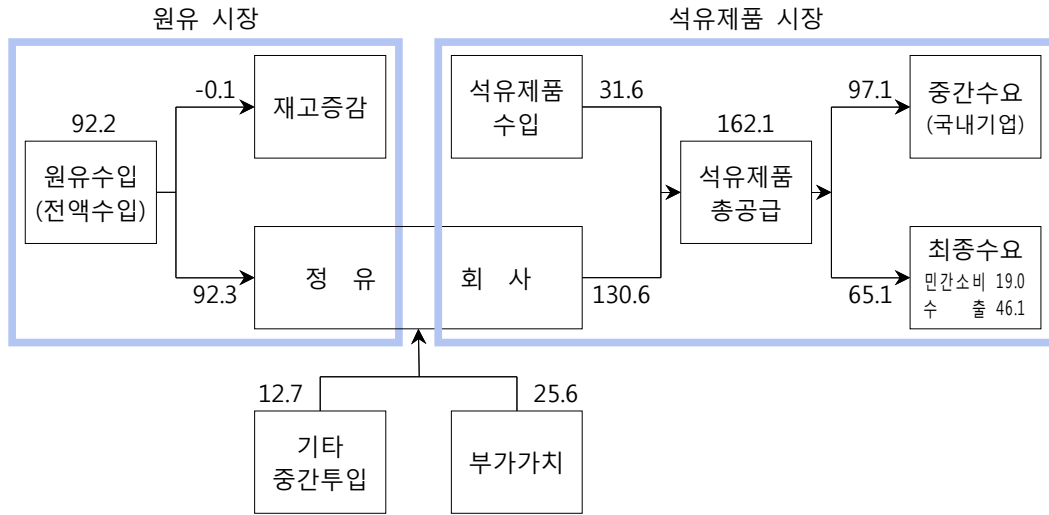 원유 시장
석유제품 시장
-0.1
재고증감
92.2
원유수입
(전액수입)
92.3
정 유 회 사
석유제품
수입
31.6
162.1
석유제품
총공급
130.6
97.1
중간수요
(국내기업)
65.1
최종수요
민간소비 19.0
수 출 46.1
12.7
기타
중간투입
25.6
부가가치